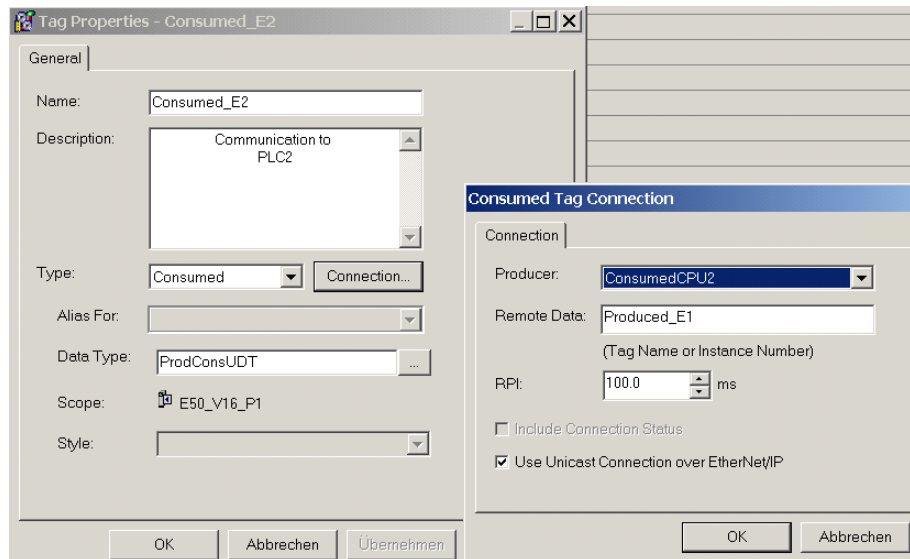 Tag Properties - Consumed_E2
General
Name:
Consumed_E2
Description:
Communication to
PLC2
Type:
Consumed
Connection...
Alias For:
Data Type:
ProdConsUDT
...
Scope:
E50_V16_P1
Style:
OK
Abbrechen
Übernehmen
Consumed Tag Connection
Connection
Producer:
ConsumedCPU2
Remote Data:
Produced_E1
(Tag Name or Instance Number)
RPI:
100.0
ms
Include Connection Status
Use Unicast Connection over EtherNet/IP
OK
Abbrechen